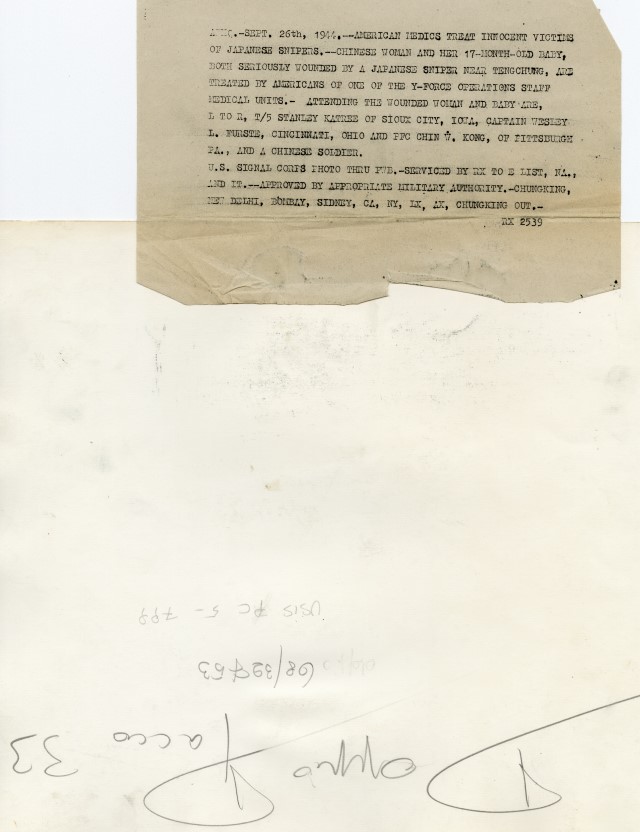 -SEPT. 26th, 1944.--AMERICAN MEDICS TREAT INNOCENT VICTIMS
OF JAPANESE SNIPERS.--CHINESE WOMAN AND HER 17-MONTH-OLD BABY,
BOTH SERIOUSLY WOUNDED BY A JAPANESE SNIPER NEAR TENGCHUNG, ARE
TREATED BY AMERICANS OF ONE OF THE Y-FORCE OPERATIONS STAFF
MEDICAL UNITS.- ATTENDING THE WOUNDED WOMAN AND BABY ARE,
L TO R, T/5 STANLEY KATREE OF SIOUX CITY, IOWA, CAPTAIN WESLEY
L. FURSTE, CINCINNATI, OHIO AND PFC CHIN W. KONG, OF PITTSBURGH
PA., AND A CHINESE SOLDIER.
U.S. SIGNAL CORPS PHOTO THRU PWB.-SERVICED BY RX TO E LIST, NA.,
AND IT.--APPROVED BY APPROPRIATE MILITARY AUTHORITY.-CHUNGKING,
NEW DELHI, BOMBAY, SIDNEY, CA, NY, LX, AX, CHUNGKING OUT.-
RX 2539
USIS
Pacco 33